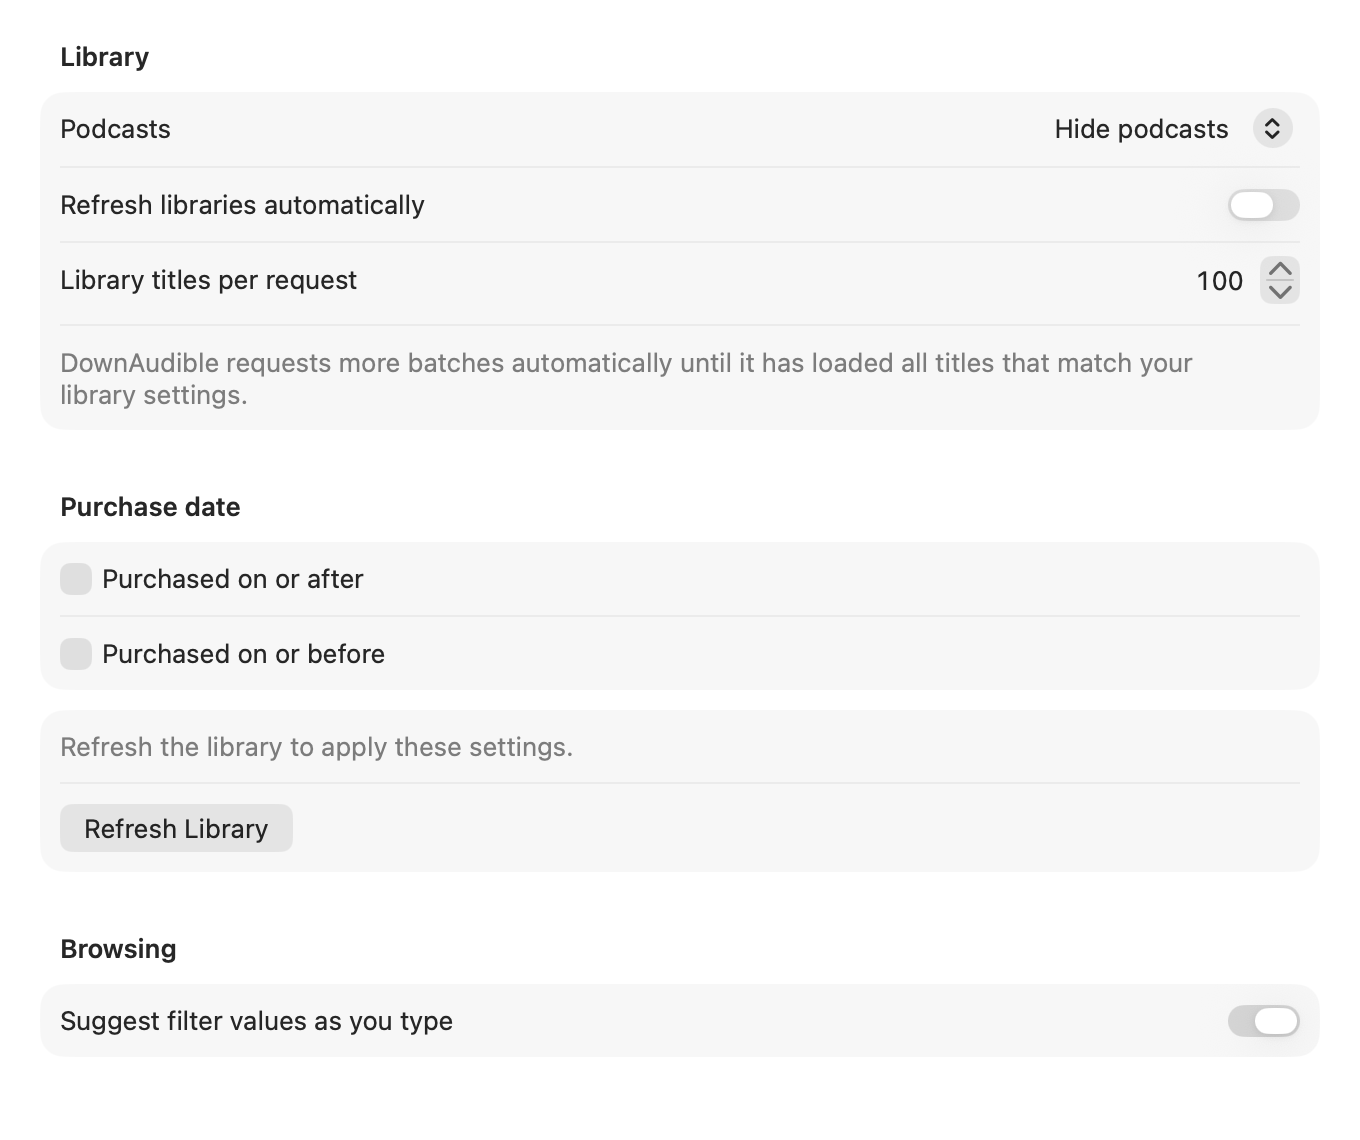 Library
Podcasts
Hide podcasts
Refresh libraries automatically
Library titles per request
100
DownAudible requests more batches automatically until it has loaded all titles that match your
library settings.
Purchase date
Purchased on or after
Purchased on or before
Refresh the library to apply these settings.
Refresh Library
Browsing
Suggest filter values as you type